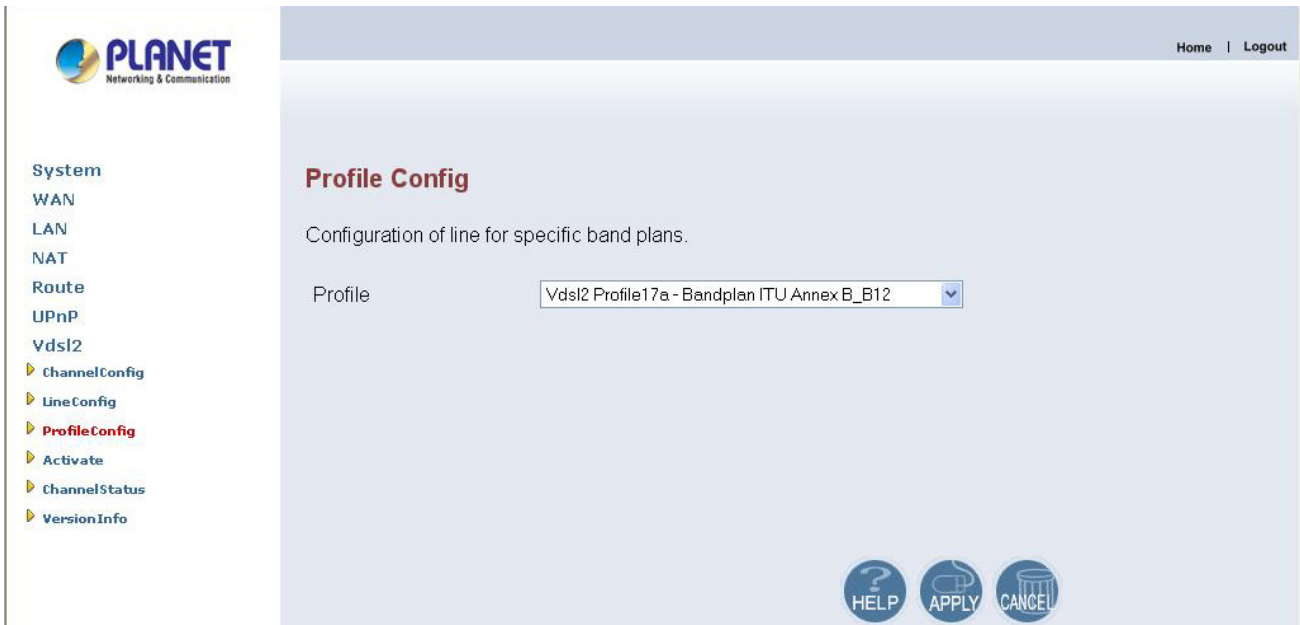 PLANET
Networking & Communication
Home | Logout
System
WAN
LAN
NAT
Route
UPnP
Vdsl2
ChannelConfig
LineConfig
ProfileConfig
Activate
ChannelStatus
VersionInfo
Profile Config
Configuration of line for specific band plans.
Profile
Vdsl2 Profile17a - Bandplan ITU Annex B_B12
HELP
APPLY
CANCEL